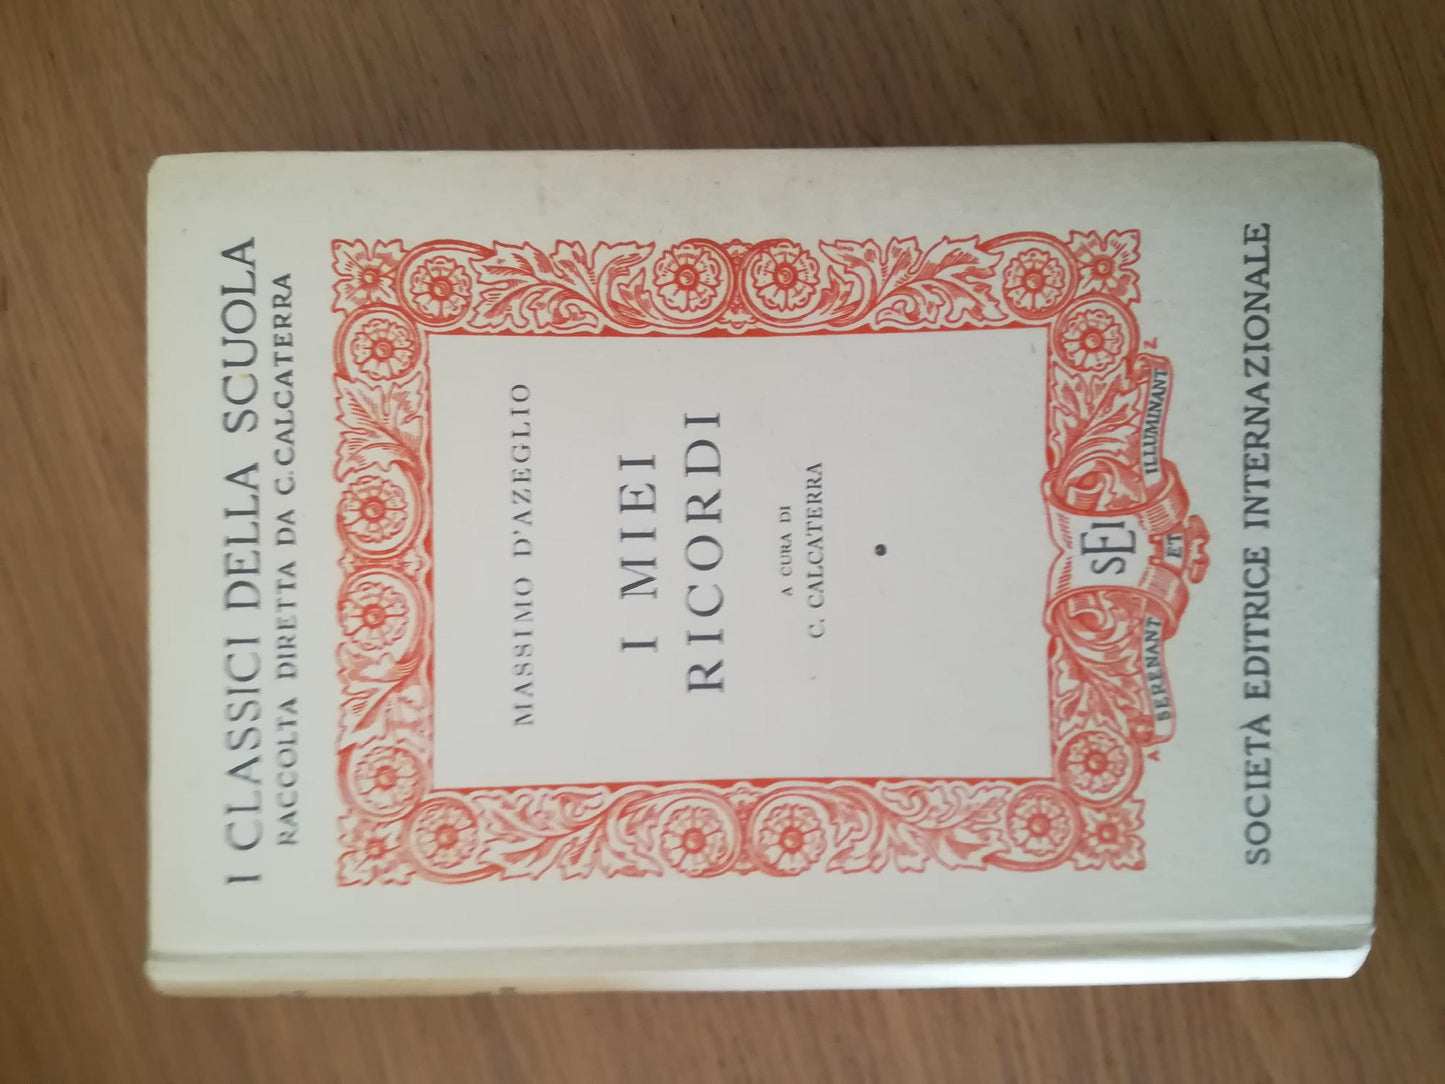 I CLASSICI DELLA SCUOLA
RACCOLTA DIRETTA DA C. CALCATERRA
MASSIMO D'AZEGLIO
I MIEI
RICORDI
A CURA DI
C. CALCATERRA
SEI
SERENANT ET ILLUMINANT
A Z
SOCIETÀ EDITRICE INTERNAZIONALE